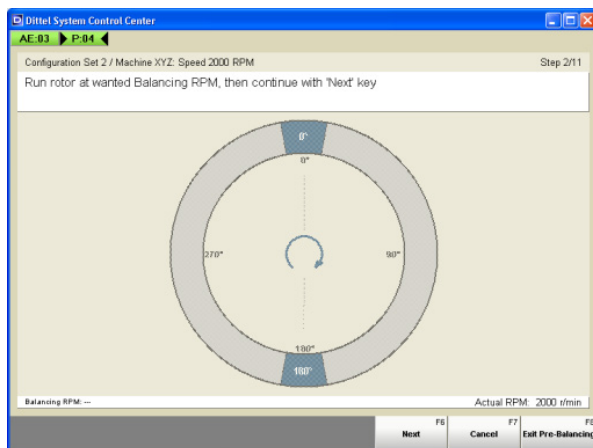 Dittel System Control Center
AE:03 P:04
Configuration Set 2 / Machine XYZ: Speed 2000 RPM Step 2/11
Run rotor at wanted Balancing RPM, then continue with 'Next' key
0°
0°
270° 90°
180°
180°
Balancing RPM: -- Actual RPM: 2000 r/min
F6 F7 F8
Next Cancel Exit Pre-Balancing